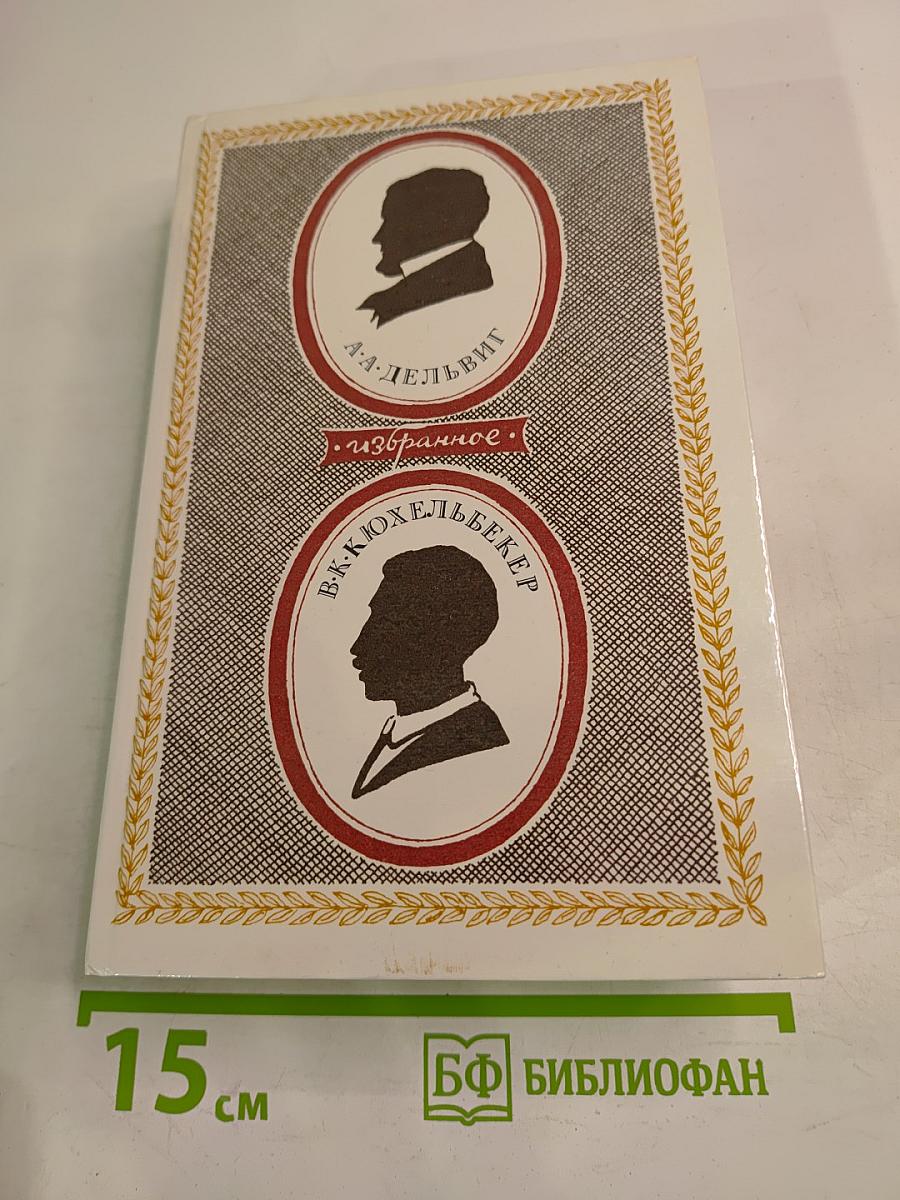 А·А·ДЕЛЬВИГ
·избранное·
В·К·КЮХЕЛЬБЕКЕР
15 см
БФ БИБЛИОФАН